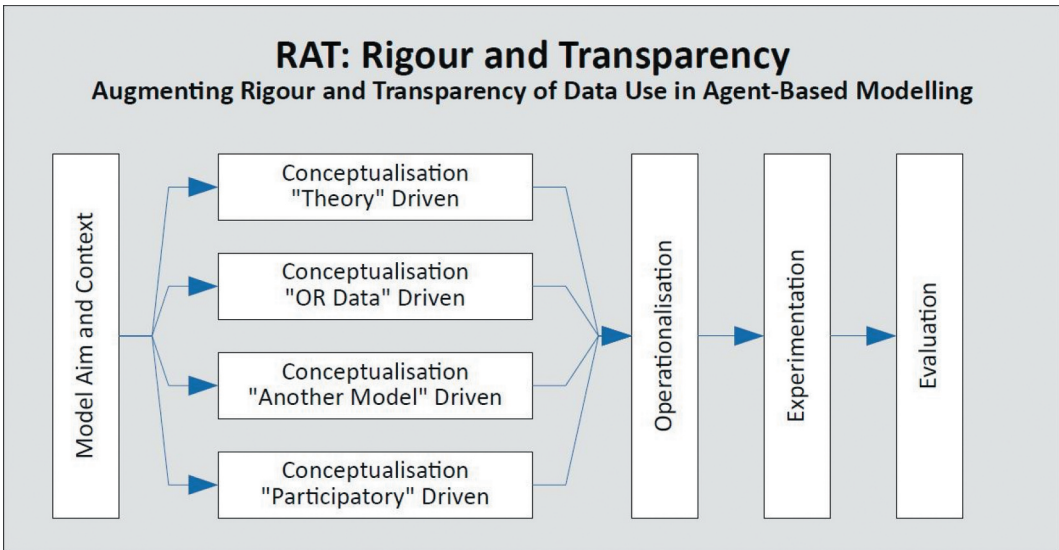 RAT: Rigour and Transparency
Augmenting Rigour and Transparency of Data Use in Agent-Based Modelling
Model Aim and Context
Conceptualisation
"Theory" Driven
Conceptualisation
"OR Data" Driven
Conceptualisation
"Another Model" Driven
Conceptualisation
"Participatory" Driven
Operationalisation
Experimentation
Evaluation